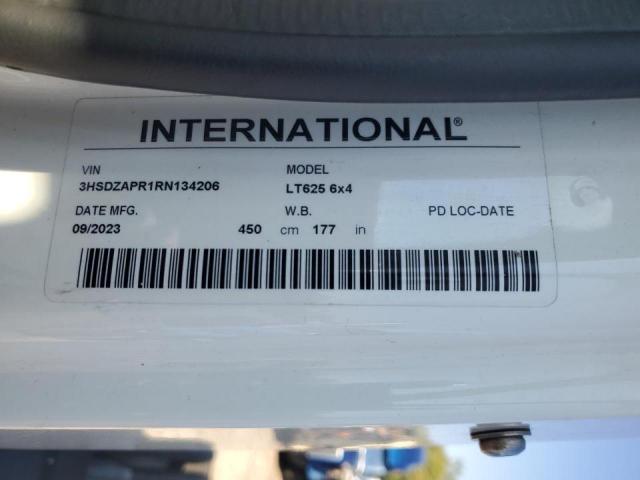 INTERNATIONAL®
VIN MODEL
3HSDZAPR1RN134206 LT625 6x4
DATE MFG. W.B. PD LOC-DATE
09/2023 450 cm 177 in